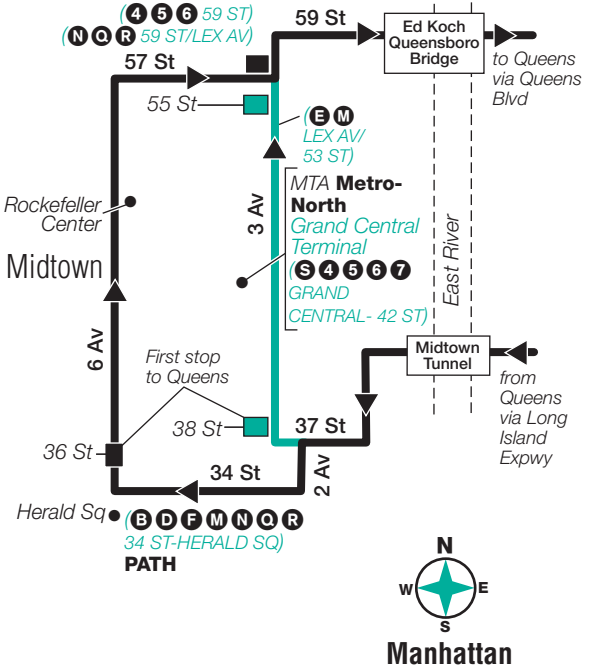 (4 5 6 59 ST)
(N Q R 59 ST/LEX AV)
59 St
Ed Koch
Queensboro
Bridge
to Queens
via Queens
Blvd
57 St
55 St
(E M
LEX AV/
53 ST)
MTA Metro-
North
Grand Central
Terminal
(S 4 5 6 7
GRAND
CENTRAL- 42 ST)
3 Av
East River
Rockefeller
Center
Midtown
6 Av
First stop
to Queens
Midtown
Tunnel
from
Queens
via Long
Island
Expwy
38 St
37 St
36 St
34 St
2 Av
Herald Sq
(B D F M N Q R
34 ST-HERALD SQ)
PATH
N
W E
S
Manhattan